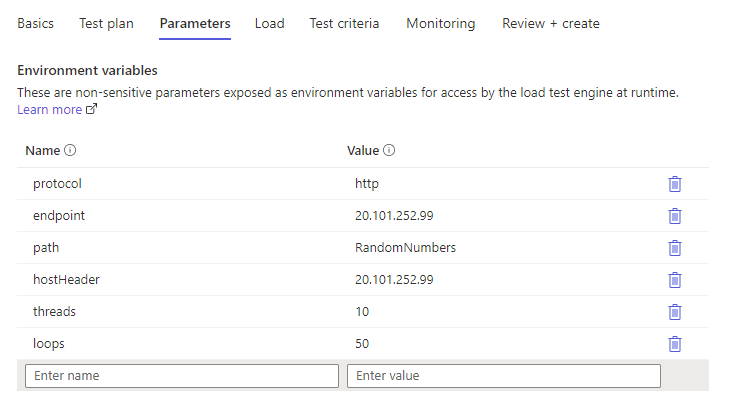 Basics Test plan Parameters Load Test criteria Monitoring Review + create
Environment variables
These are non-sensitive parameters exposed as environment variables for access by the load test engine at runtime.
Learn more
Name Value
protocol http
endpoint 20.101.252.99
path RandomNumbers
hostHeader 20.101.252.99
threads 10
loops 50
Enter name Enter value